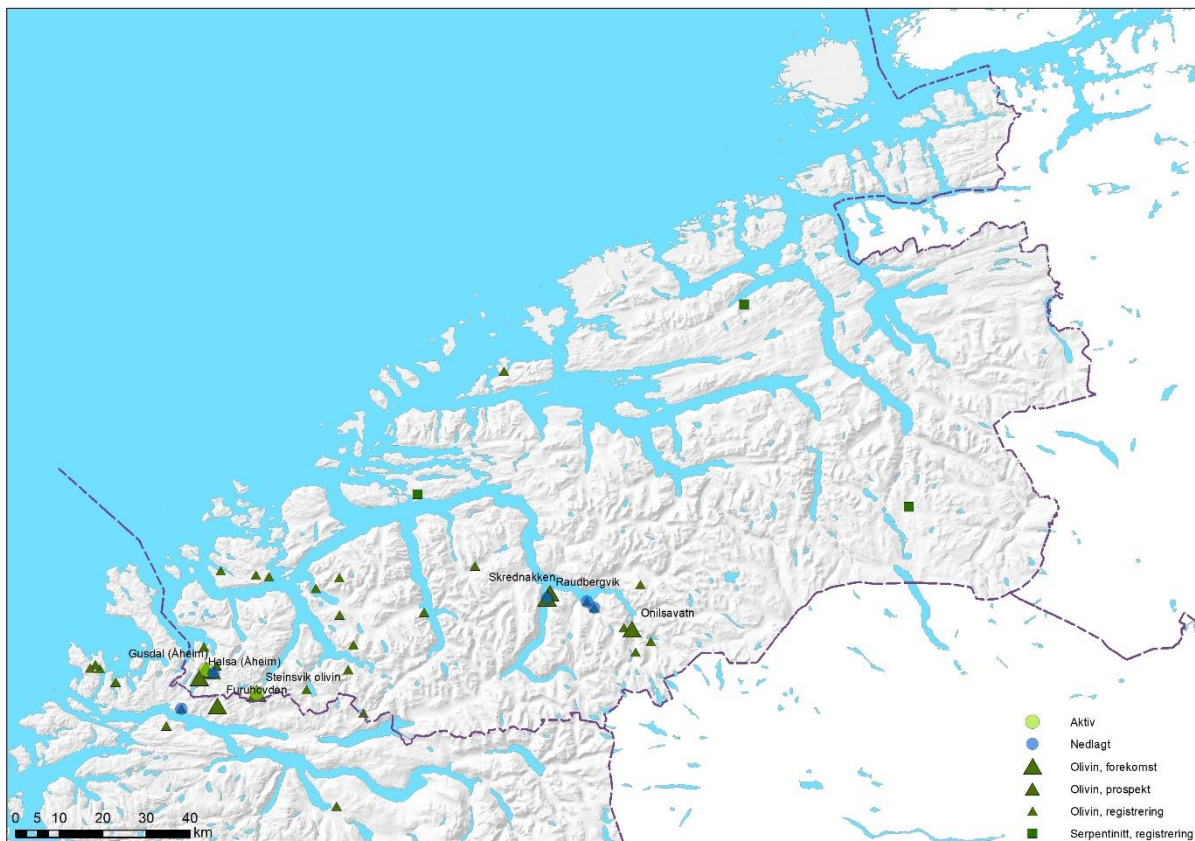 Skrednakken
Raudbergvik
Onilsavatn
Gusdal (Åheim)
Helsa (Åheim)
Steinsvik olivin
Furuhovden
Aktiv
Nedlagt
Olivin, forekomst
Olivin, prospekt
Olivin, registrering
Serpentinitt, registrering
0 5 10 20 30 40
km